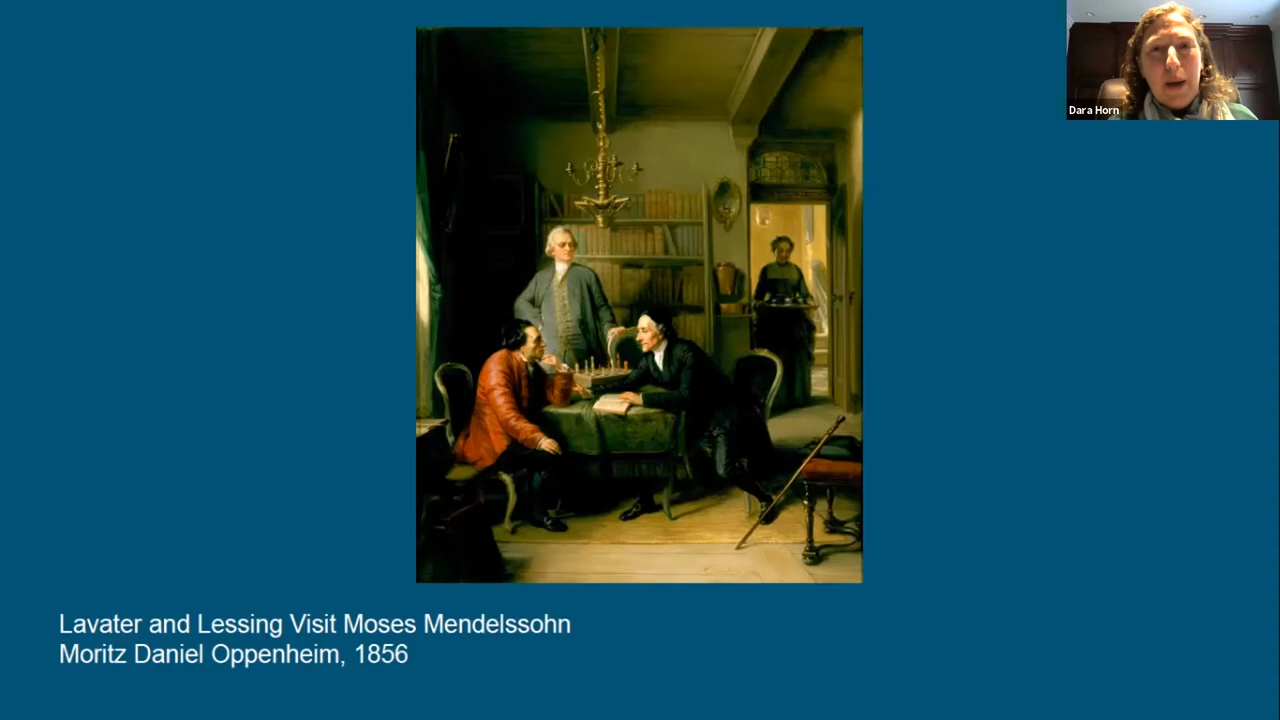 Dara Horn
Lavater and Lessing Visit Moses Mendelssohn
Moritz Daniel Oppenheim, 1856